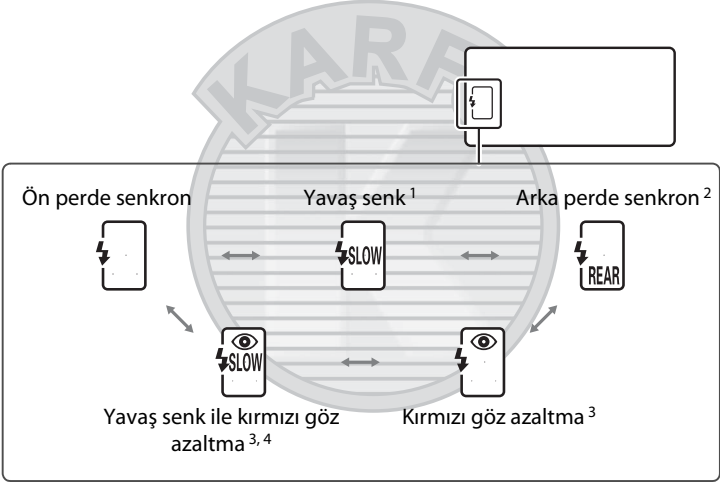 KARF
Ön perde senkron
Yavaş senk 1
Arka perde senkron 2
SLOW
REAR
SLOW
Yavaş senk ile kırmızı göz
azaltma 3, 4
Kırmızı göz azaltma 3